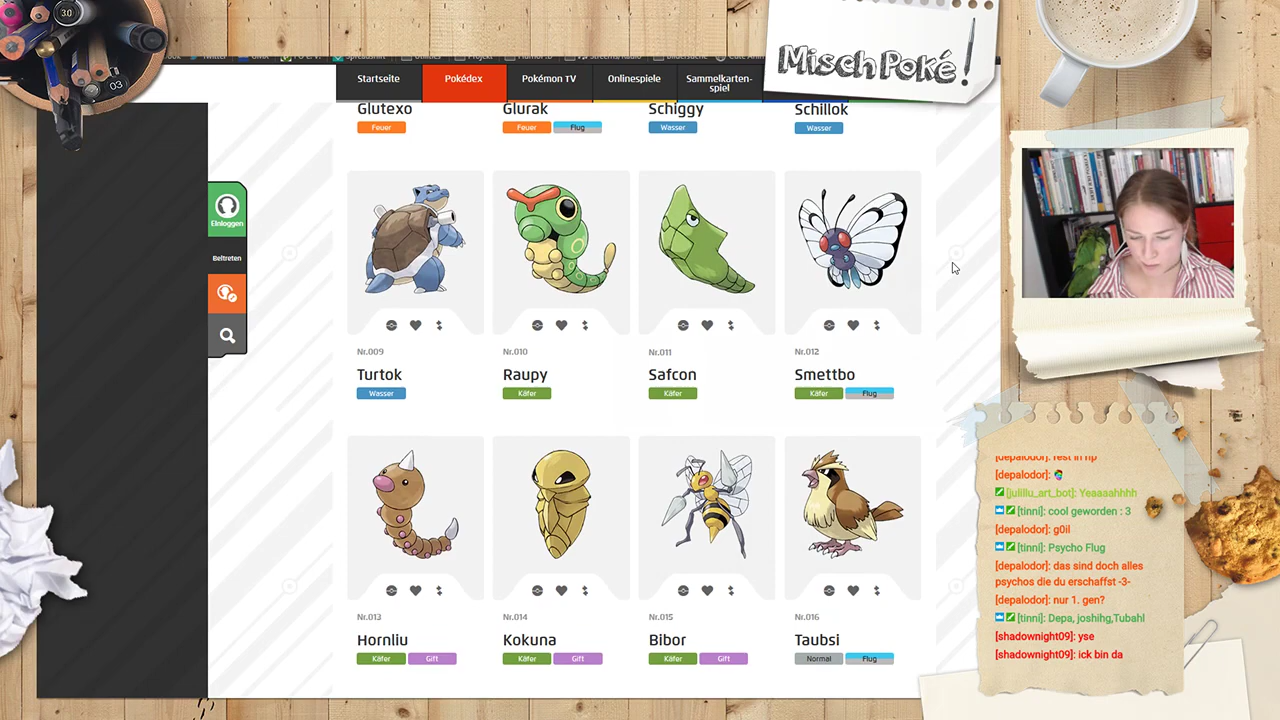 03
3.0
Misch Poké!
Startseite
Pokédex
Pokémon TV
Onlinespiele
Sammelkarten-
spiel
Glutexo
Glurak
Schiggy
Schillok
Feuer
Feuer Flug
Wasser
Wasser
Einloggen
Beitreten
Nr.009
Nr.010
Nr.011
Nr.012
Turtok
Raupy
Safcon
Smettbo
Wasser
Käfer
Käfer
Käfer Flug
Nr.013
Nr.014
Nr.015
Nr.016
Hornliu
Kokuna
Bibor
Taubsi
Käfer Gift
Käfer Gift
Käfer Gift
Normal Flug
[depalodor]: rest in hp
[depalodor]:
[julillu_art_bot]: Yeaaaahhhh
[tinni]: cool geworden : 3
[depalodor]: g0il
[tinni]: Psycho Flug
[depalodor]: das sind doch alles
psychos die du erschaffst -3-
[depalodor]: nur 1. gen?
[tinni]: Depa, joshihg,Tubahl
[shadownight09]: yse
[shadownight09]: ick bin da